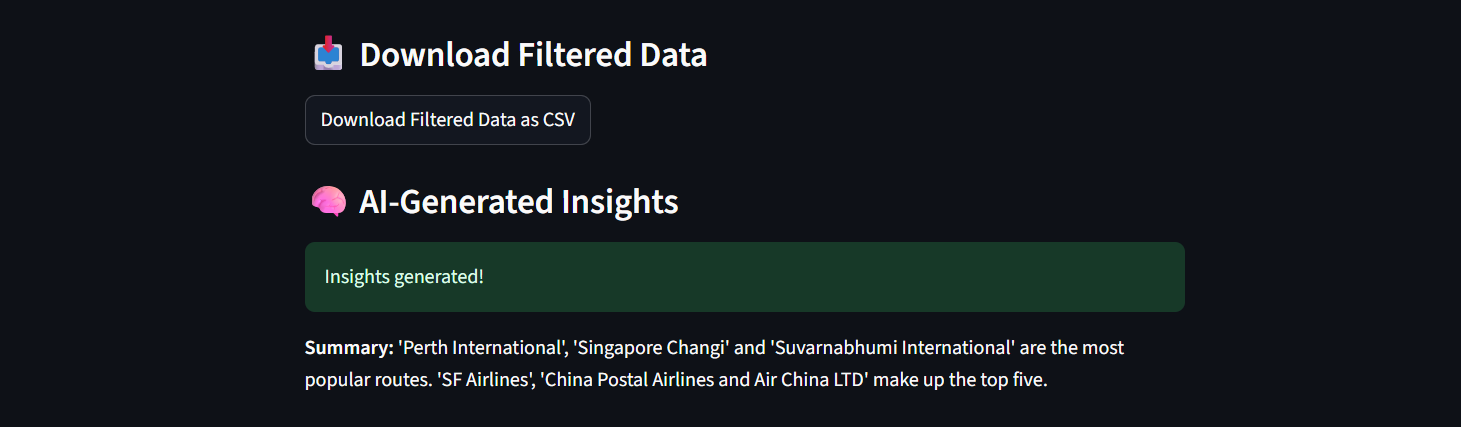 Download Filtered Data
Download Filtered Data as CSV
AI-Generated Insights
Insights generated!
Summary: 'Perth International', 'Singapore Changi' and 'Suvarnabhumi International' are the most
popular routes. 'SF Airlines', 'China Postal Airlines and Air China LTD' make up the top five.